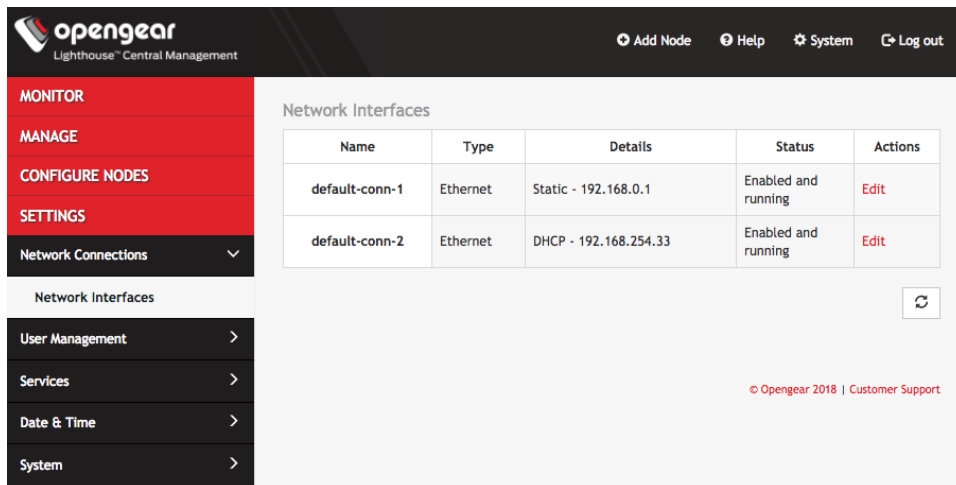 opengear
Lighthouse™ Central Management
Add Node Help System Log out
MONITOR
MANAGE
CONFIGURE NODES
SETTINGS
Network Connections
Network Interfaces
User Management
Services
Date & Time
System
Network Interfaces
Name Type Details Status Actions
default-conn-1 Ethernet Static - 192.168.0.1 Enabled and running Edit
default-conn-2 Ethernet DHCP - 192.168.254.33 Enabled and running Edit
© Opengear 2018 | Customer Support